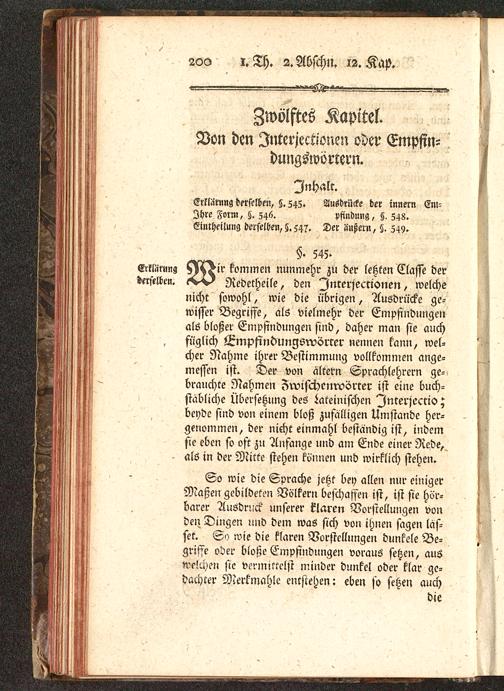 200 1. Th. 2. Abschn. 12. Kap.
Zwölftes Kapitel.
Von den Interjectionen oder Empfin-
dungswörtern.
Inhalt.
Erklärung derselben, §. 545.
Ihre Form, §. 546.
Eintheilung derselben, §. 547.
Ausdrücke der innern Em-
pfindung, §. 548.
Der äußern, §. 549.
§. 545.
Erklärung
derselben.
Wir kommen nunmehr zu der letzten Classe der
Redetheile, den Interjectionen, welche
nicht sowohl, wie die übrigen, Ausdrücke ge-
wisser Begriffe, als vielmehr der Empfindungen
als bloßer Empfindungen sind, daher man sie auch
füglich Empfindungswörter nennen kann, wel-
cher Nahme ihrer Bestimmung vollkommen ange-
messen ist. Der von ältern Sprachlehrern ge-
brauchte Nahmen Zwischenwörter ist eine buch-
stäbliche Übersetzung des Lateinischen Interjectio;
beyde sind von einem bloß zufälligen Umstande her-
genommen, der nicht einmahl beständig ist, indem
sie eben so oft zu Anfange und am Ende einer Rede,
als in der Mitte stehen können und wirklich stehen.
So wie die Sprache jetzt bey allen nur einiger
Maßen gebildeten Völkern beschaffen ist, ist sie hör-
barer Ausdruck unserer klaren Vorstellungen von
den Dingen und dem was sich von ihnen sagen läs-
set. So wie die klaren Vorstellungen dunkele Be-
griffe oder bloße Empfindungen voraus setzen, aus
welchen sie vermittelst minder dunkel oder klar ge-
dachter Merkmahle entstehen: eben so setzen auch
die